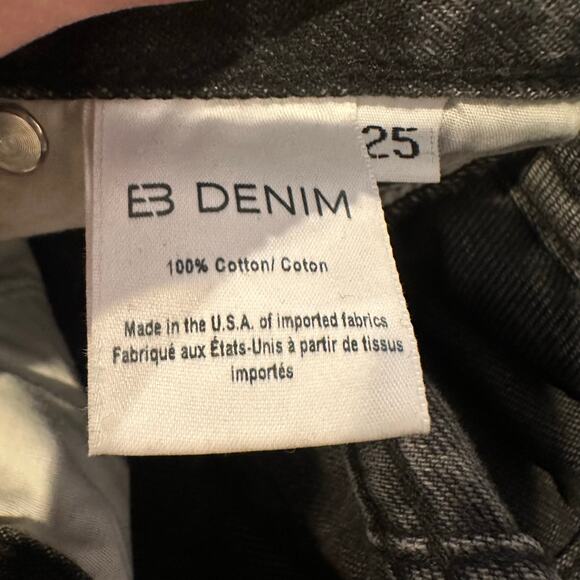 25
EB DENIM
100% Cotton/ Coton
Made in the U.S.A. of imported fabrics
Fabriqué aux États-Unis à partir de tissus
importés